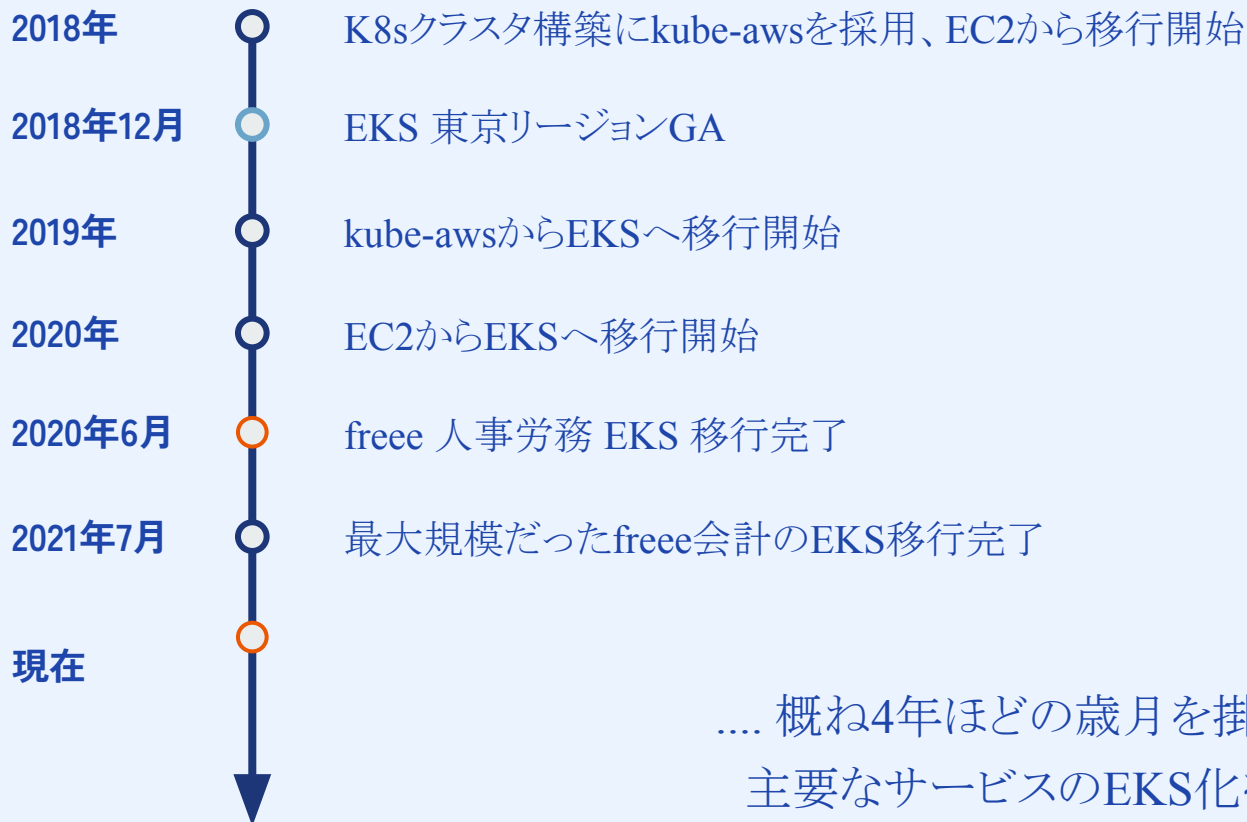 2018年 K8sクラスタ構築にkube-awsを採用、EC2から移行開始
2018年12月 EKS 東京リージョンGA
2019年 kube-awsからEKSへ移行開始
2020年 EC2からEKSへ移行開始
2020年6月 freee 人事労務 EKS 移行完了
2021年7月 最大規模だったfreee会計のEKS移行完了
現在
.... 概ね4年ほどの歳月を
主要なサービスのEKS化